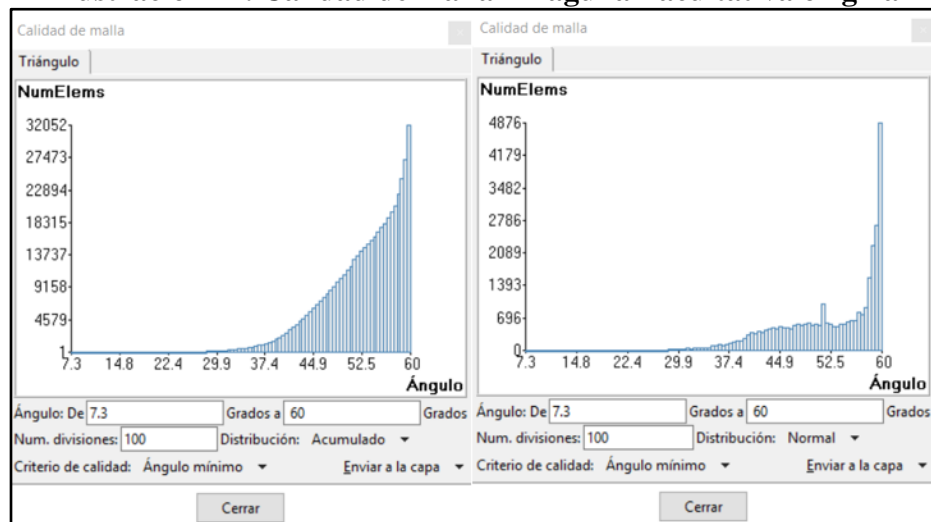 Calidad de malla
Triángulo
NumElems
32052
27473
22894
18315
13737
9158
4579
1
7.3 14.8 22.4 29.9 37.4 44.9 52.5 60
Ángulo
Ángulo: De 7.3 Grados a 60 Grados
Num. divisiones: 100 Distribución: Acumulado
Criterio de calidad: Ángulo mínimo Enviar a la capa
Cerrar
Calidad de malla
Triángulo
NumElems
4876
4179
3482
2786
2089
1393
696
0
7.3 14.8 22.4 29.9 37.4 44.9 52.5 60
Ángulo
Ángulo: De 7.3 Grados a 60 Grados
Num. divisiones: 100 Distribución: Normal
Criterio de calidad: Ángulo mínimo Enviar a la capa
Cerrar